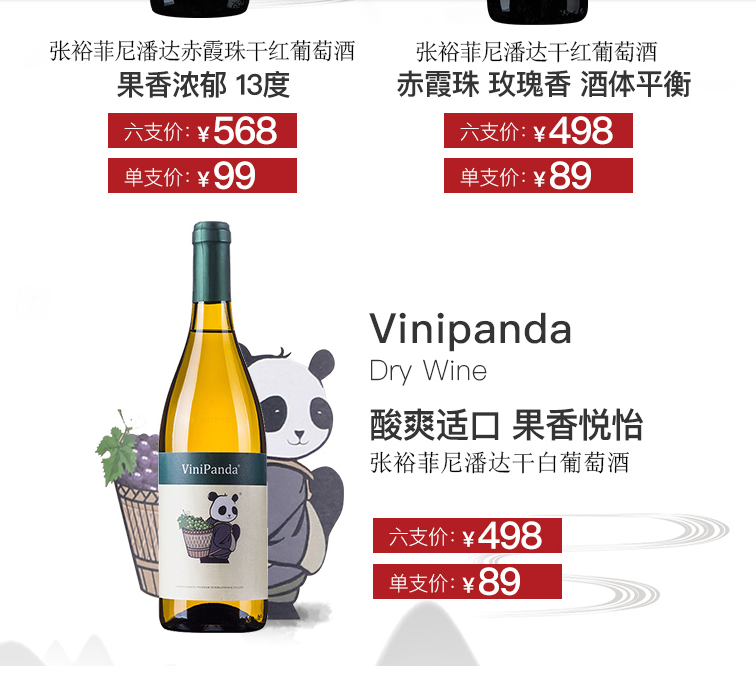 张裕菲尼潘达赤霞珠干红葡萄酒
果香浓郁 13度
六支价：¥568
单支价：¥99
张裕菲尼潘达干红葡萄酒
赤霞珠 玫瑰香 酒体平衡
六支价：¥498
单支价：¥89
Vinipanda
Dry Wine
酸爽适口 果香悦怡
张裕菲尼潘达干白葡萄酒
六支价：¥498
单支价：¥89
ViniPanda®